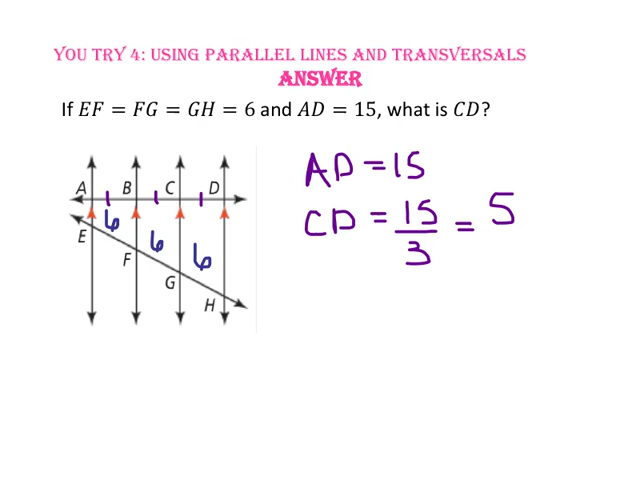 YOU TRY 4: USING PARALLEL LINES AND TRANSVERSALS
ANSWER
If EF = FG = GH = 6 and AD = 15, what is CD?
A B C D
E 6
F 6
G 6
H
AD = 15
CD = 15/3 = 5